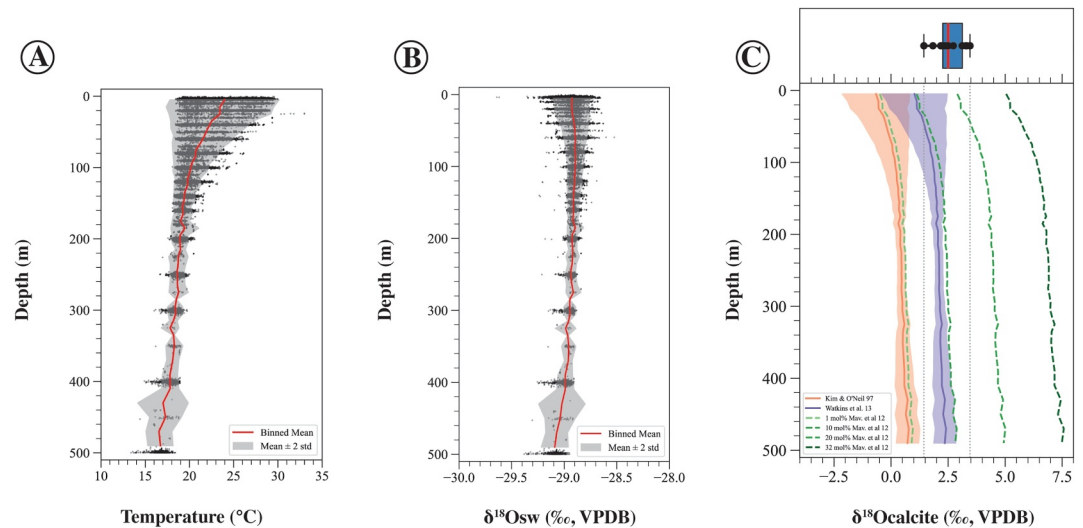 A
B
C
0
100
200
300
400
500
Depth (m)
10
15
20
25
30
35
Temperature (°C)
Binned Mean
Mean ± 2 std
0
100
200
300
400
500
Depth (m)
−30.0
−29.5
−29.0
−28.5
−28.0
δ¹⁸Osw (‰, VPDB)
Binned Mean
Mean ± 2 std
0
100
200
300
400
500
Depth (m)
Kim & O'Neil 97
Watkins et al. 13
1 mol% Mav. et al 12
10 mol% Mav. et al 12
20 mol% Mav. et al 12
32 mol% Mav. et al 12
−2.5
0.0
2.5
5.0
7.5
δ¹⁸Ocalcite (‰, VPDB)